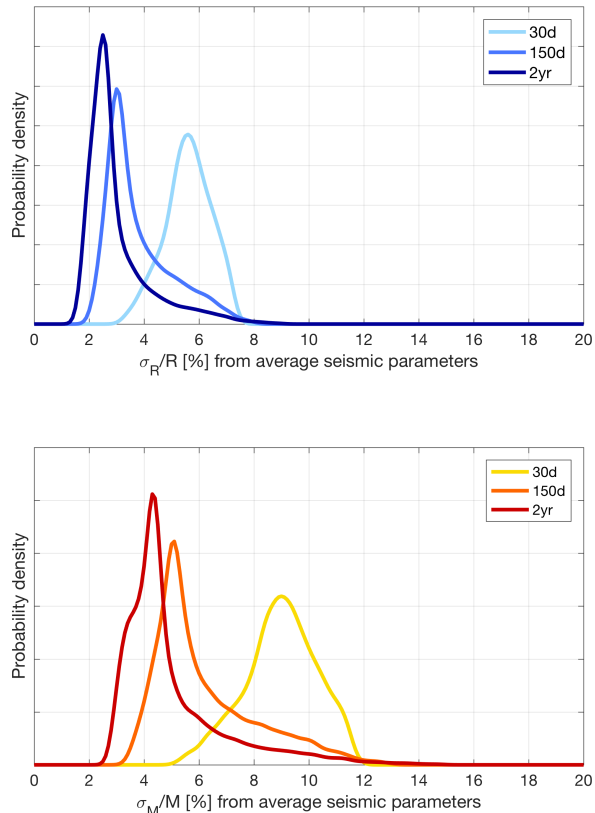 30d
150d
2yr
Probability density
0 2 4 6 8 10 12 14 16 18 20
σ_R/R [%] from average seismic parameters
30d
150d
2yr
Probability density
0 2 4 6 8 10 12 14 16 18 20
σ_M/M [%] from average seismic parameters